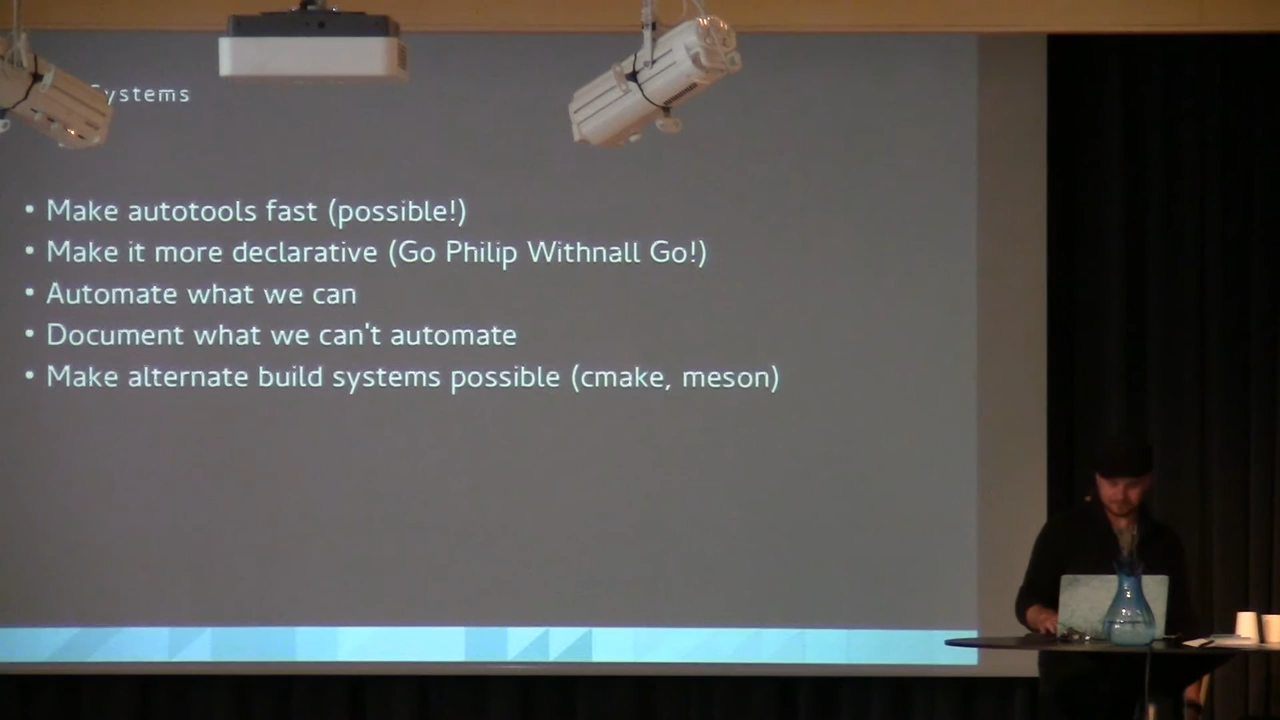 Systems
• Make autotools fast (possible!)
• Make it more declarative (Go Philip Withnall Go!)
• Automate what we can
• Document what we can't automate
• Make alternate build systems possible (cmake, meson)